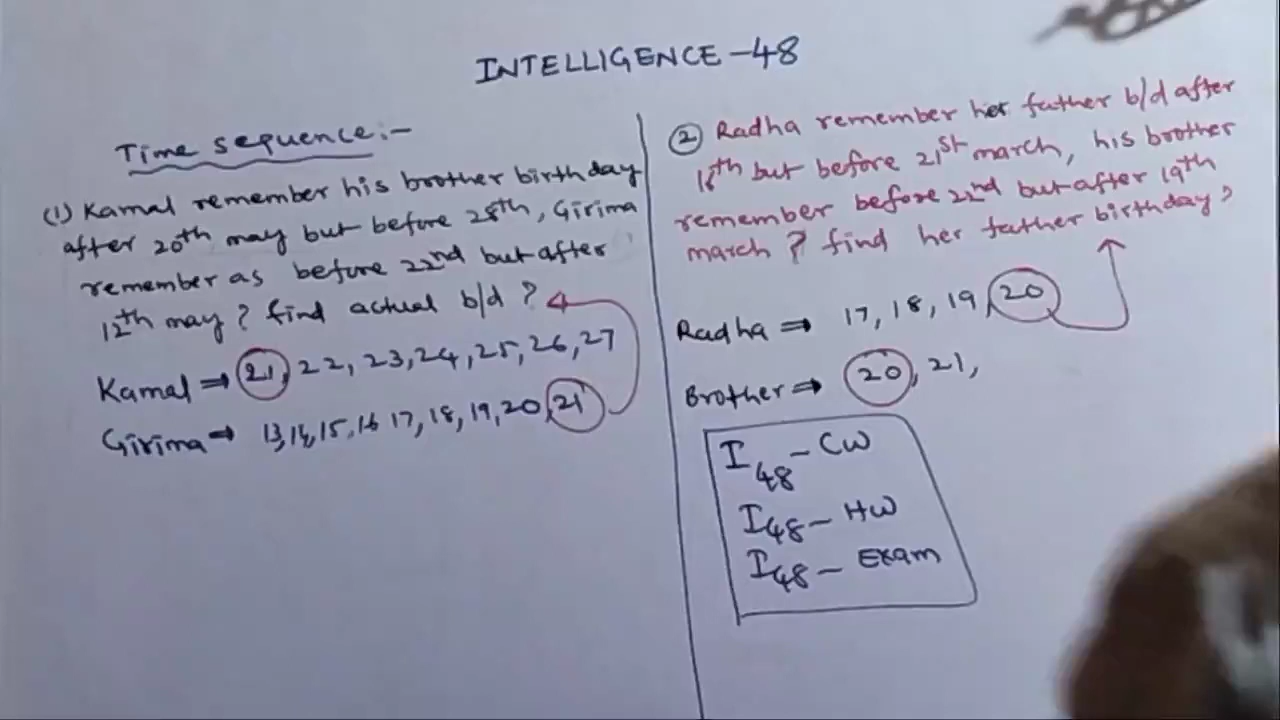 INTELLIGENCE-48
Time sequence:-
(1) Kamal remember his brother birthday
after 20th may but before 28th, Girima
remember as before 22nd but after
12th may? find actual b/d?
Kamal ⇒ 21, 22, 23, 24, 25, 26, 27
Girima ⇒ 13, 14, 15, 16 17, 18, 19, 20, 21
② Radha remember her father b/d after
16th but before 21st march, his brother
remember before 22nd but after 19th
march? find her father birthday?
Radha ⇒ 17, 18, 19, 20
Brother ⇒ 20, 21,
I48 - CW
I48 - HW
I48 - Exam